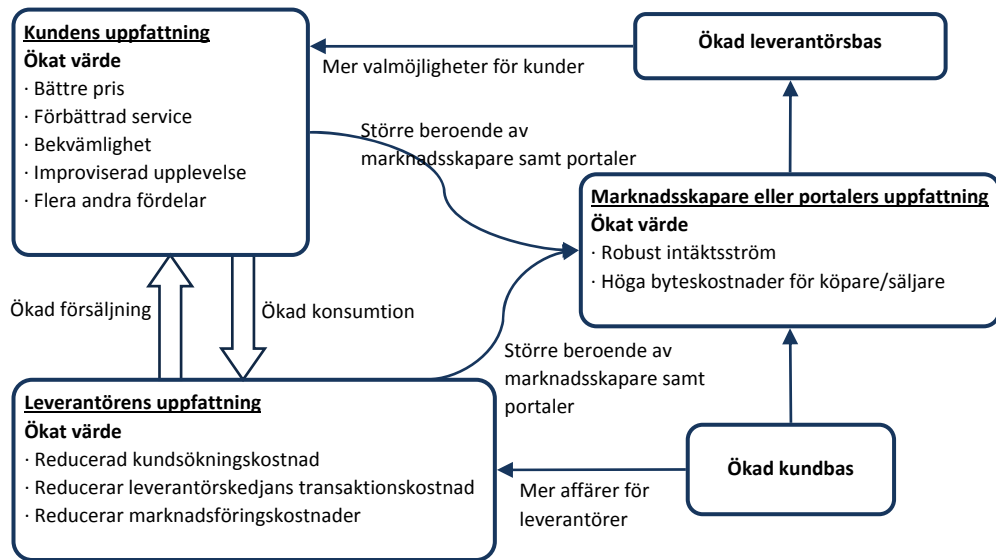 Kundens uppfattning
Ökat värde
· Bättre pris
· Förbättrad service
· Bekvämlighet
· Improviserad upplevelse
· Flera andra fördelar
Ökad leverantörsbas
Mer valmöjligheter för kunder
Större beroende av
marknadsskapare samt portaler
Marknadsskapare eller portalers uppfattning
Ökat värde
· Robust intäktsström
· Höga byteskostnader för köpare/säljare
Ökad försäljning
Ökad konsumtion
Större beroende av
marknadsskapare samt
portaler
Leverantörens uppfattning
Ökat värde
· Reducerad kundsökningskostnad
· Reducerar leverantörskedjans transaktionskostnad
· Reducerar marknadsföringskostnader
Ökad kundbas
Mer affärer för
leverantörer